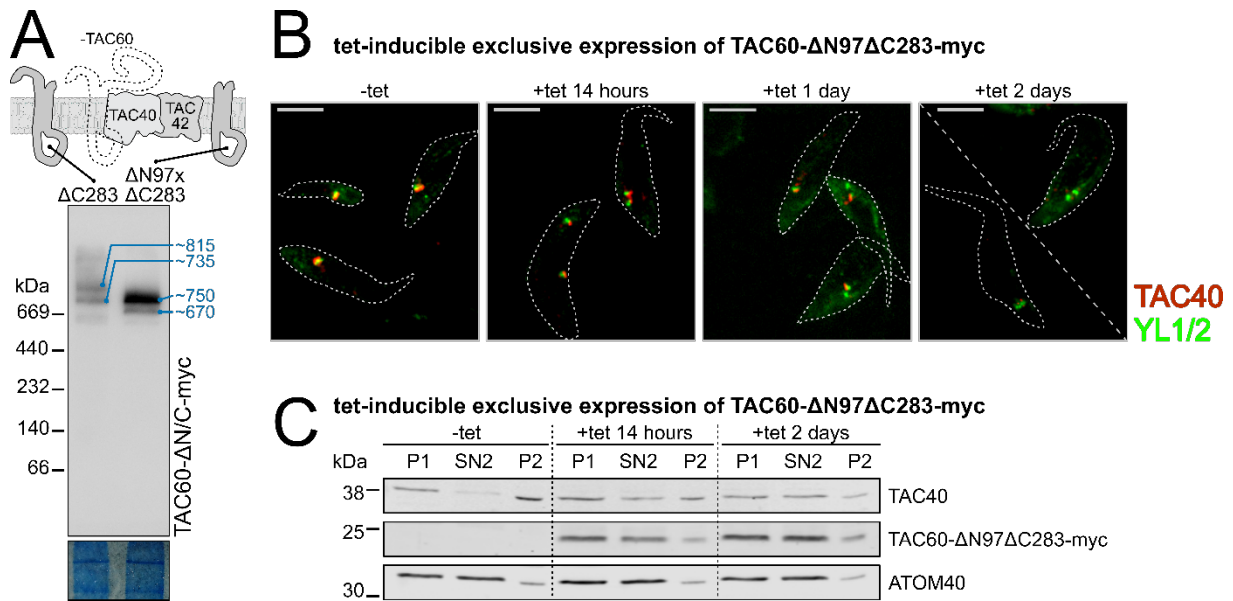 A
-TAC60
TAC40
TAC
42
ΔC283
ΔN97x
ΔC283
~815
~735
~750
~670
kDa
669
440
232
140
66
TAC60-ΔN/C-myc
B
tet-inducible exclusive expression of TAC60-ΔN97ΔC283-myc
-tet
+tet 14 hours
+tet 1 day
+tet 2 days
TAC40
YL1/2
C
tet-inducible exclusive expression of TAC60-ΔN97ΔC283-myc
-tet
+tet 14 hours
+tet 2 days
kDa
P1 SN2 P2 P1 SN2 P2 P1 SN2 P2
38
TAC40
25
TAC60-ΔN97ΔC283-myc
30
ATOM40